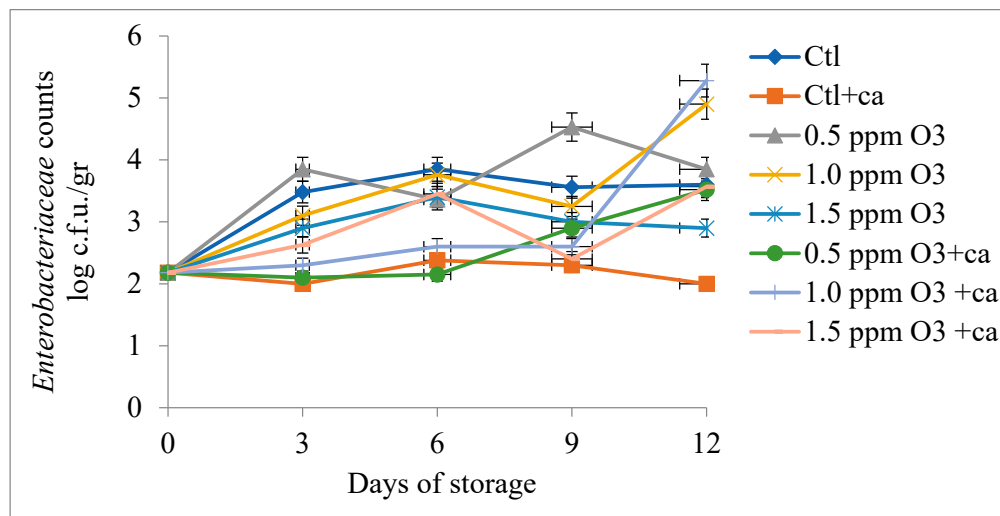 Enterobacteriaceae counts
log c.f.u./gr
6
5
4
3
2
1
0
0 3 6 9 12
Days of storage
Ctl
Ctl+ca
0.5 ppm O3
1.0 ppm O3
1.5 ppm O3
0.5 ppm O3+ca
1.0 ppm O3 +ca
1.5 ppm O3 +ca